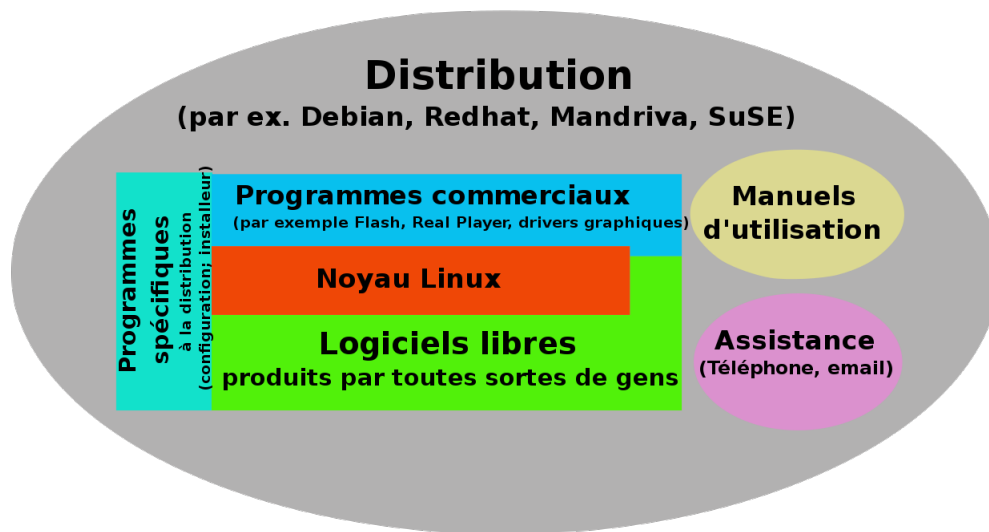 Distribution
(par ex. Debian, Redhat, Mandriva, SuSE)
Programmes
spécifiques
à la distribution
(configuration; installeur)
Programmes commerciaux
(par exemple Flash, Real Player, drivers graphiques)
Noyau Linux
Logiciels libres
produits par toutes sortes de gens
Manuels
d'utilisation
Assistance
(Téléphone, email)